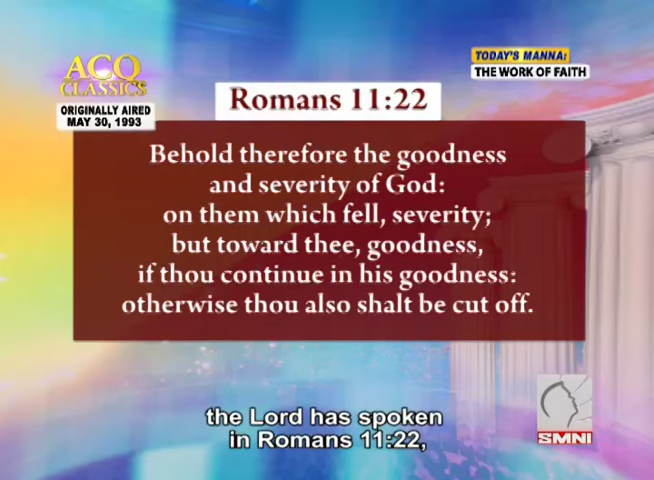 ACQ
CLASSICS
ORIGINALLY AIRED
MAY 30, 1993
TODAY'S MANNA:
THE WORK OF FAITH
Romans 11:22
Behold therefore the goodness
and severity of God:
on them which fell, severity;
but toward thee, goodness,
if thou continue in his goodness:
otherwise thou also shalt be cut off.
the Lord has spoken
in Romans 11:22,
SMNI